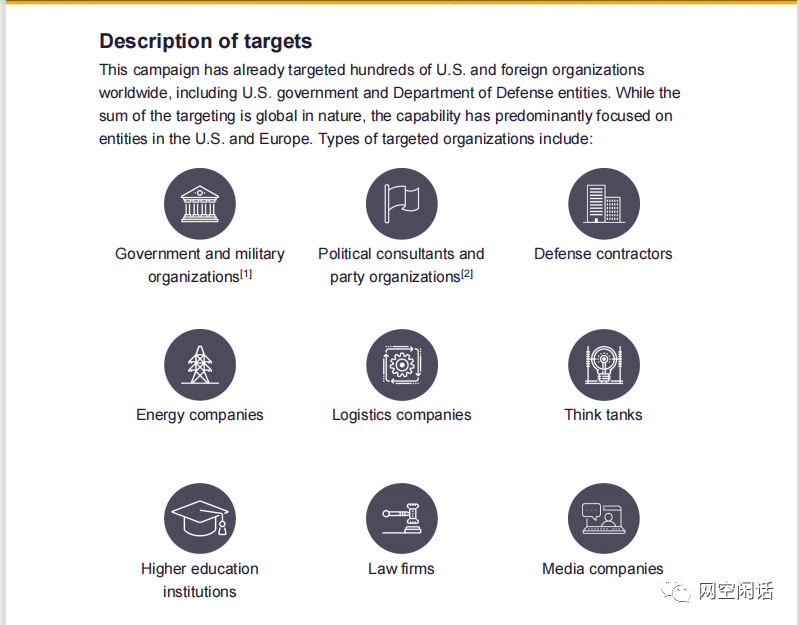 Description of targets
This campaign has already targeted hundreds of U.S. and foreign organizations
worldwide, including U.S. government and Department of Defense entities. While the
sum of the targeting is global in nature, the capability has predominantly focused on
entities in the U.S. and Europe. Types of targeted organizations include:
Government and military
organizations[1]
Political consultants and
party organizations[2]
Defense contractors
Energy companies
Logistics companies
Think tanks
Higher education
institutions
Law firms
Media companies
网空闲话